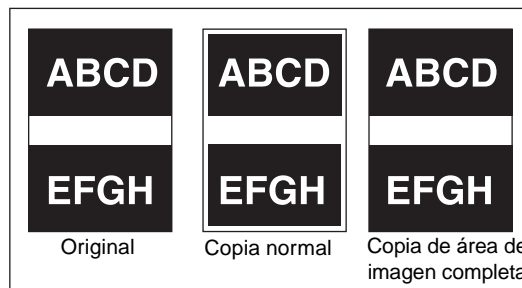 ABCD
EFGH
Original
ABCD
EFGH
Copia normal
ABCD
EFGH
Copia de área de
imagen completa